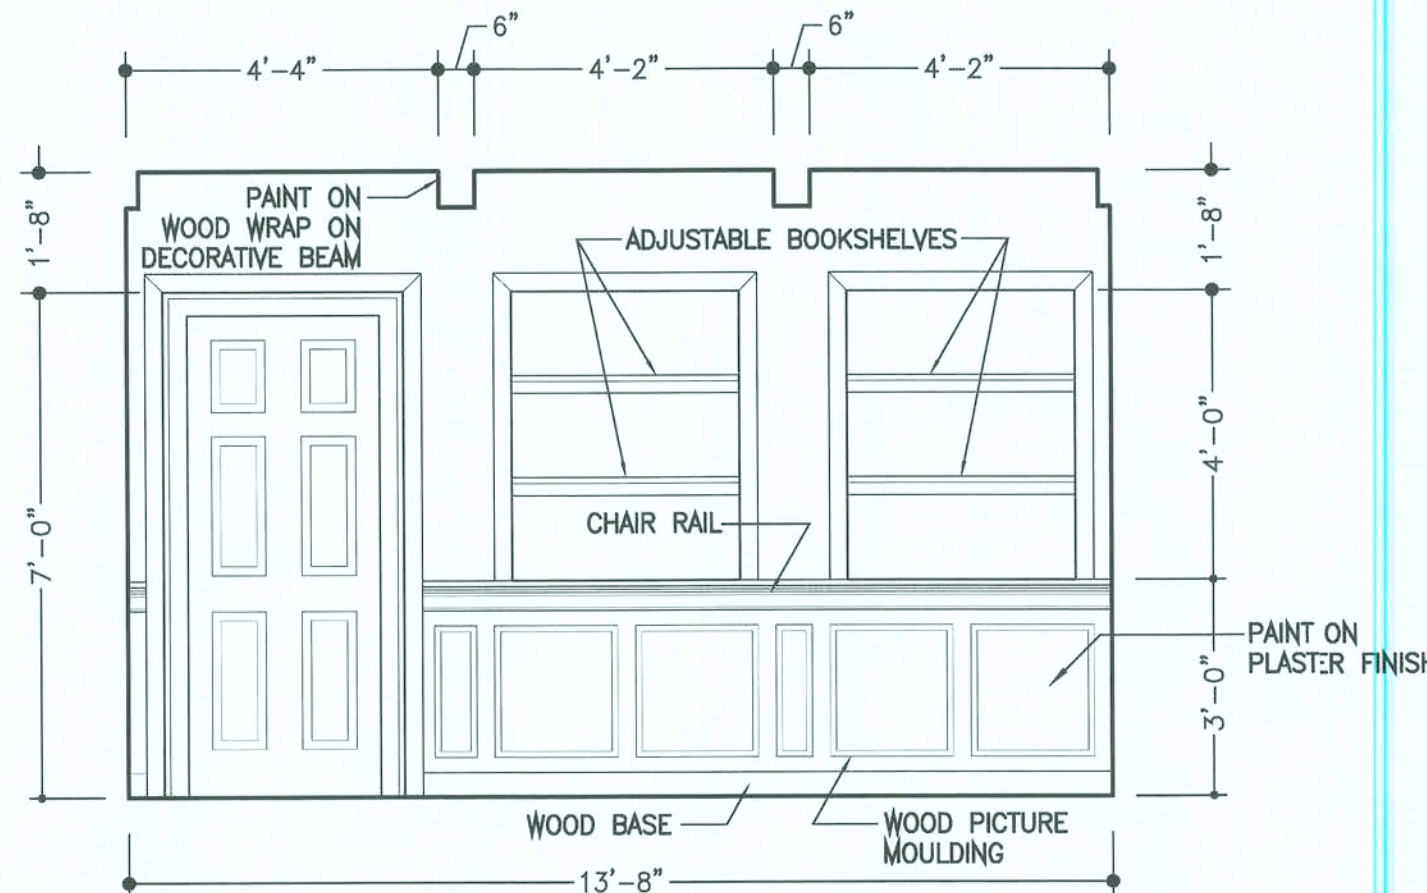 6"
6"
4'-4"
4'-2"
4'-2"
PAINT ON
WOOD WRAP ON
DECORATIVE BEAM
1'-8"
ADJUSTABLE BOOKSHELVES
1'-8"
4'-0"
CHAIR RAIL
7'-0"
PAINT ON
PLASTER FINISH
3'-0"
WOOD BASE
WOOD PICTURE
MOULDING
13'-8"